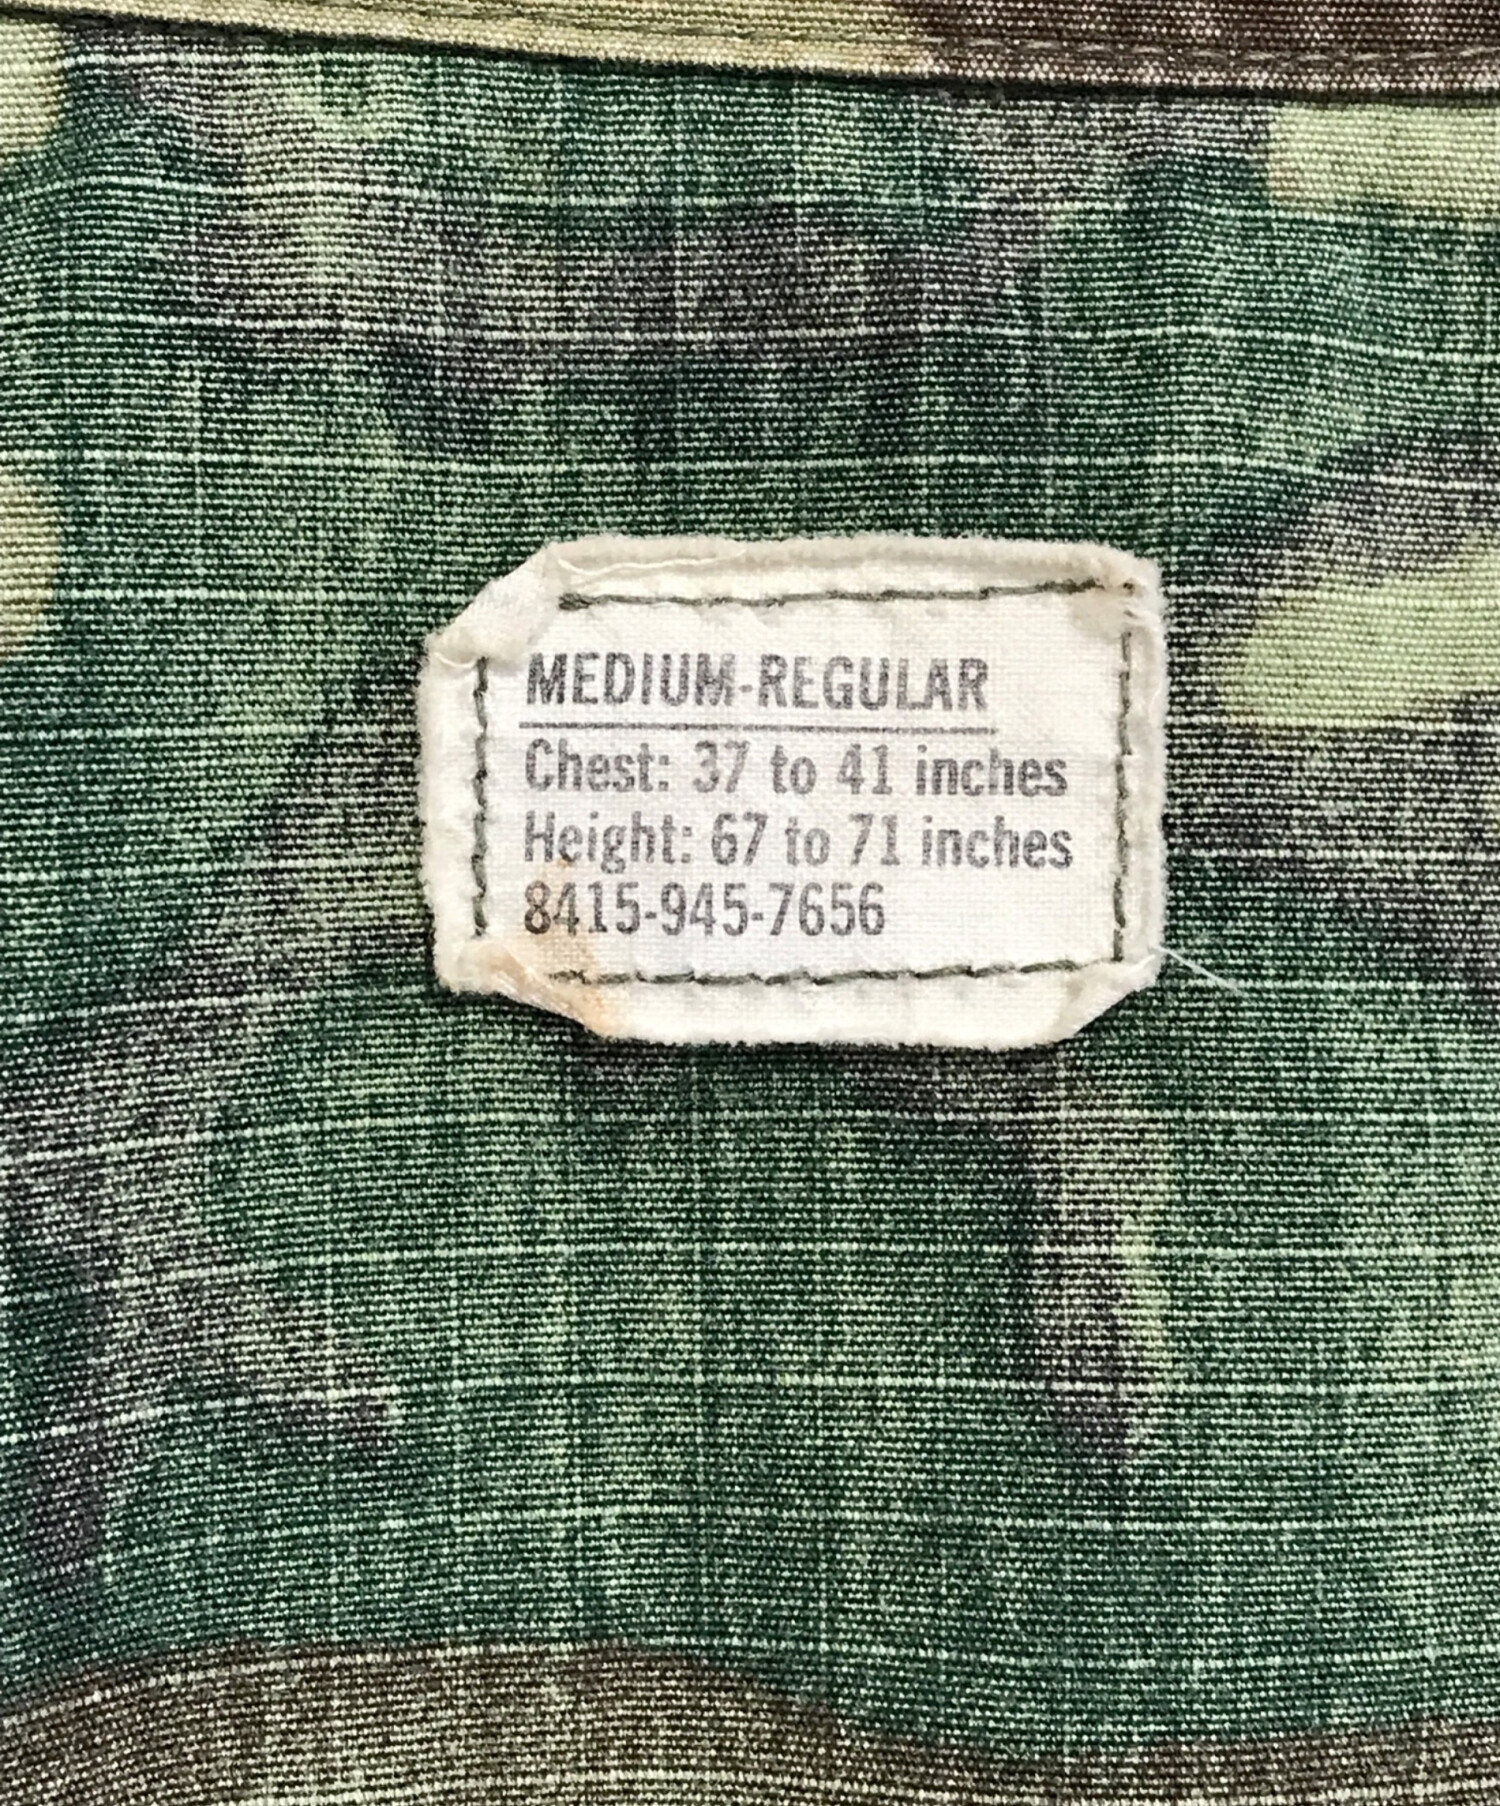 MEDIUM-REGULAR
Chest: 37 to 41 inches
Height: 67 to 71 inches
8415-945-7656